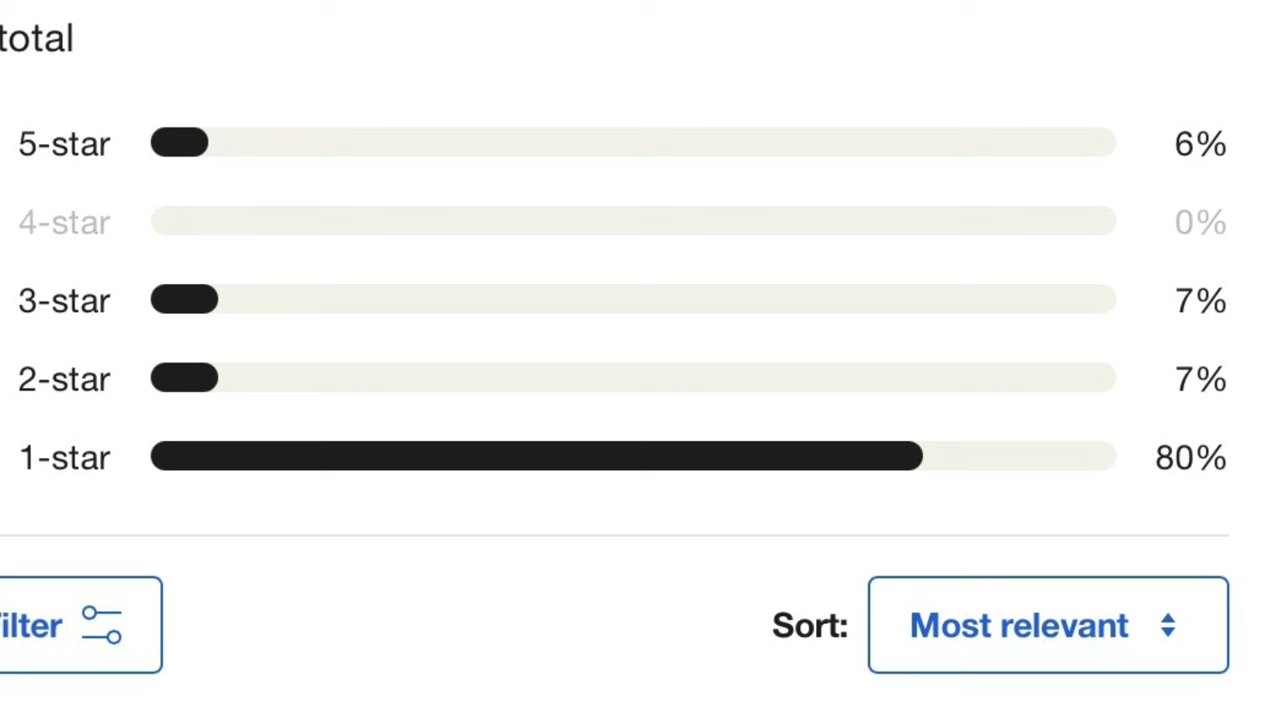 total
5-star 6%
4-star 0%
3-star 7%
2-star 7%
1-star 80%
ilter Sort: Most relevant